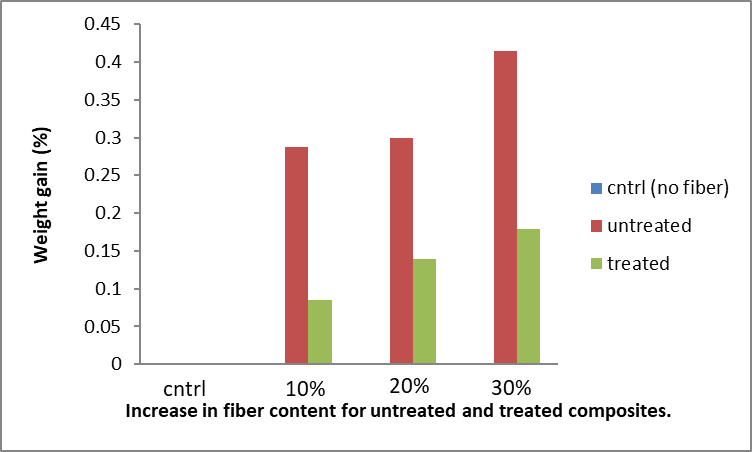 0.45
0.4
0.35
0.3
0.25
0.2
0.15
0.1
0.05
0
Weight gain (%)
cntrl (no fiber)
untreated
treated
cntrl 10% 20% 30%
Increase in fiber content for untreated and treated composites.